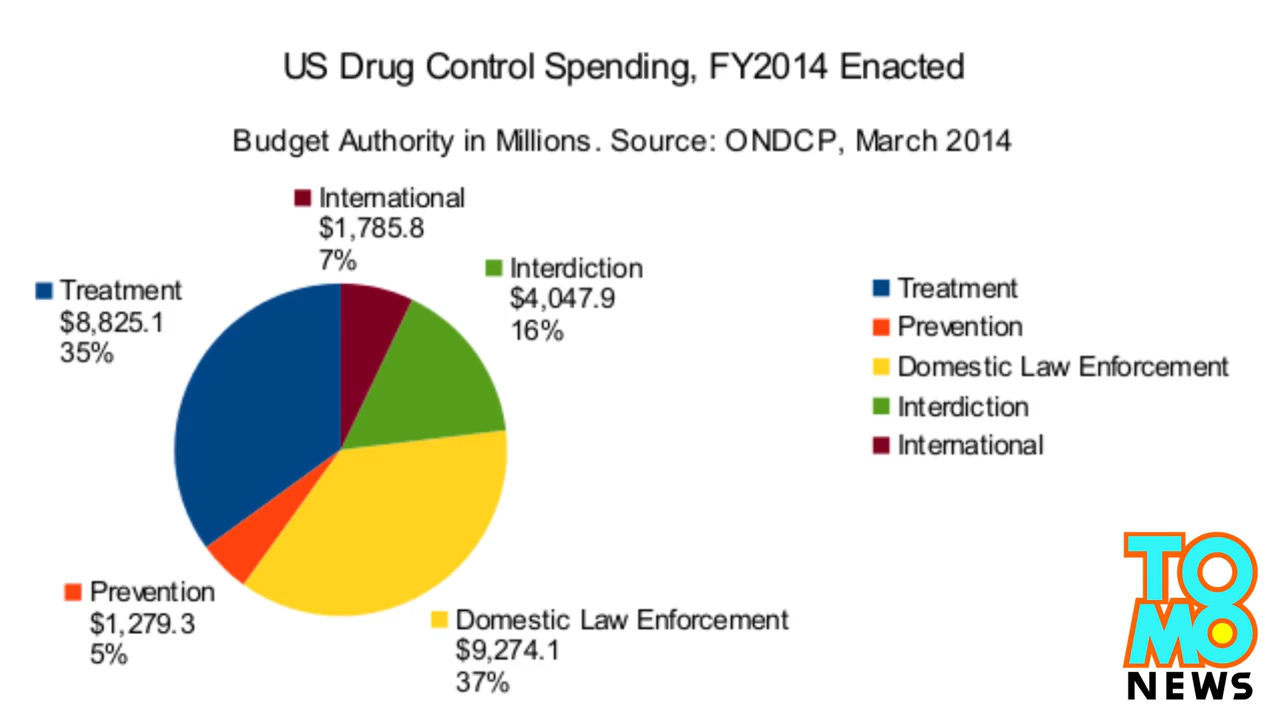 US Drug Control Spending, FY2014 Enacted
Budget Authority in Millions. Source: ONDCP, March 2014
International
$1,785.8
7%
Interdiction
$4,047.9
16%
Treatment
$8,825.1
35%
Prevention
$1,279.3
5%
Domestic Law Enforcement
$9,274.1
37%
Treatment
Prevention
Domestic Law Enforcement
Interdiction
International
TO
MO
NEWS